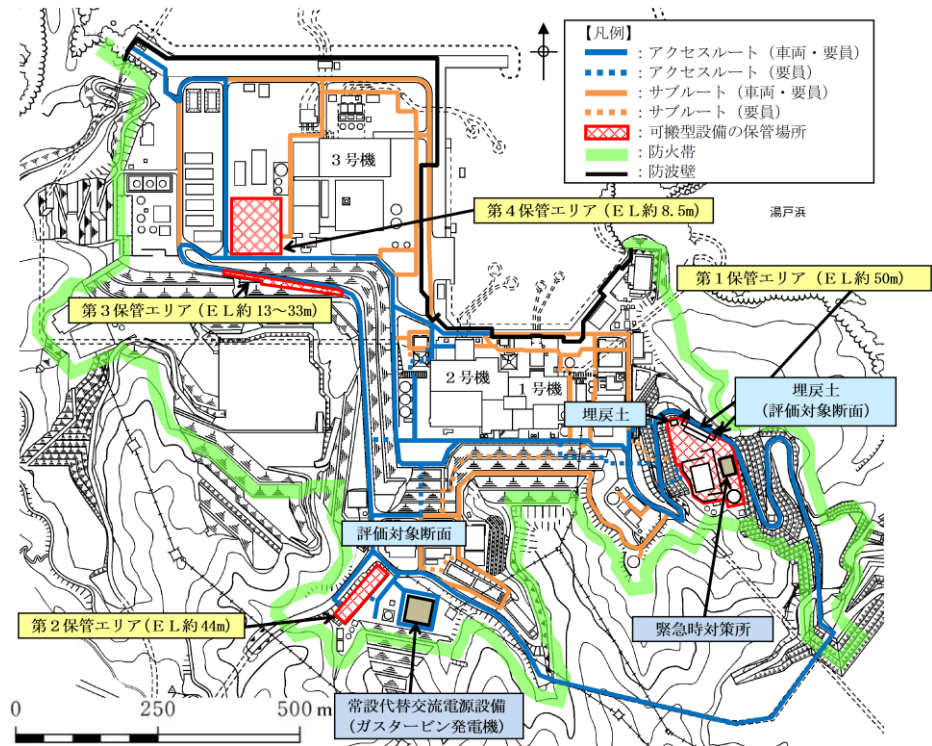 【凡例】
：アクセスルート（車両・要員）
：アクセスルート（要員）
：サブルート（車両・要員）
：サブルート（要員）
：可搬型設備の保管場所
：防火帯
：防波壁
3号機
湯戸浜
第４保管エリア（ＥＬ約8.5m）
第１保管エリア（ＥＬ約50m）
第３保管エリア（ＥＬ約13～33m）
2号機
1号機
埋戻土
埋戻土
(評価対象断面)
評価対象断面
第２保管エリア(ＥＬ約44m)
緊急時対策所
常設代替交流電源設備
(ガスタービン発電機)
0 250 500 m